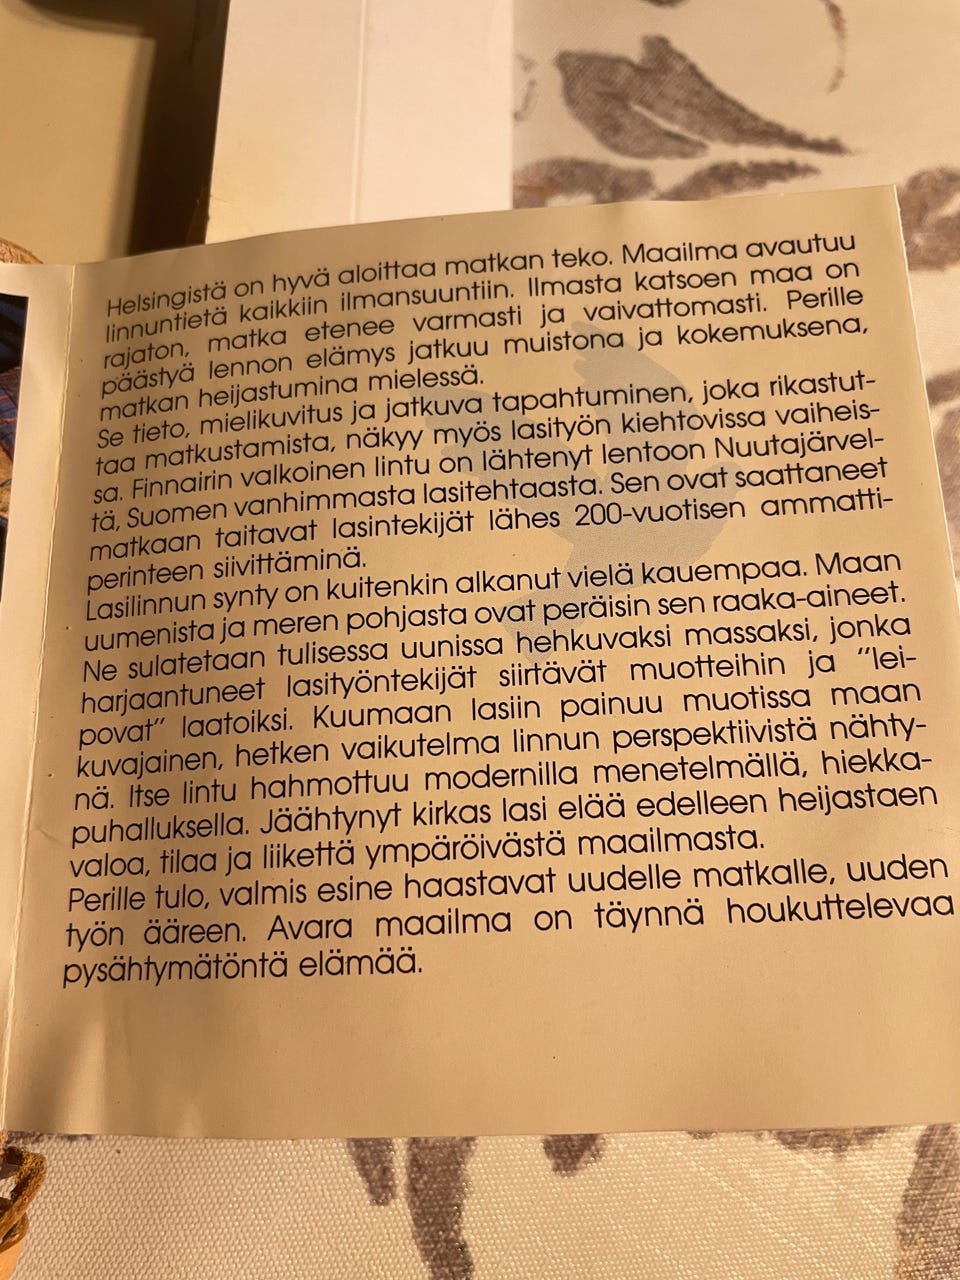 Helsingistä on hyvä aloittaa matkan teko. Maailma avautuu
linnuntietä kaikkiin ilmansuuntiin. Ilmasta katsoen maa on
rajaton, matka etenee varmasti ja vaivattomasti. Perille
päästyä lennon elämys jatkuu muistona ja kokemuksena,
matkan heijastumina mielessä.
Se tieto, mielikuvitus ja jatkuva tapahtuminen, joka rikastut-
taa matkustamista, näkyy myös lasityön kiehtovissa vaiheis-
sa. Finnairin valkoinen lintu on lähtenyt lentoon Nuutajärvel-
tä, Suomen vanhimmasta lasitehtaasta. Sen ovat saattaneet
matkaan taitavat lasintekijät lähes 200-vuotisen ammatti-
perinteen siivittäminä.
Lasilinnun synty on kuitenkin alkanut vielä kauempaa. Maan
uumenista ja meren pohjasta ovat peräisin sen raaka-aineet.
Ne sulatetaan tulisessa uunissa hehkuvaksi massaksi, jonka
harjaantuneet lasityöntekijät siirtävät muotteihin ja "lei-
povat" laatoiksi. Kuumaan lasiin painuu muotissa maan
kuvajainen, hetken vaikutelma linnun perspektiivistä nähty-
nä. Itse lintu hahmottuu modernilla menetelmällä, hiekka-
puhalluksella. Jäähtynyt kirkas lasi elää edelleen heijastaen
valoa, tilaa ja liikettä ympäröivästä maailmasta.
Perille tulo, valmis esine haastavat uudelle matkalle, uuden
työn ääreen. Avara maailma on täynnä houkuttelevaa
pysähtymätöntä elämää.